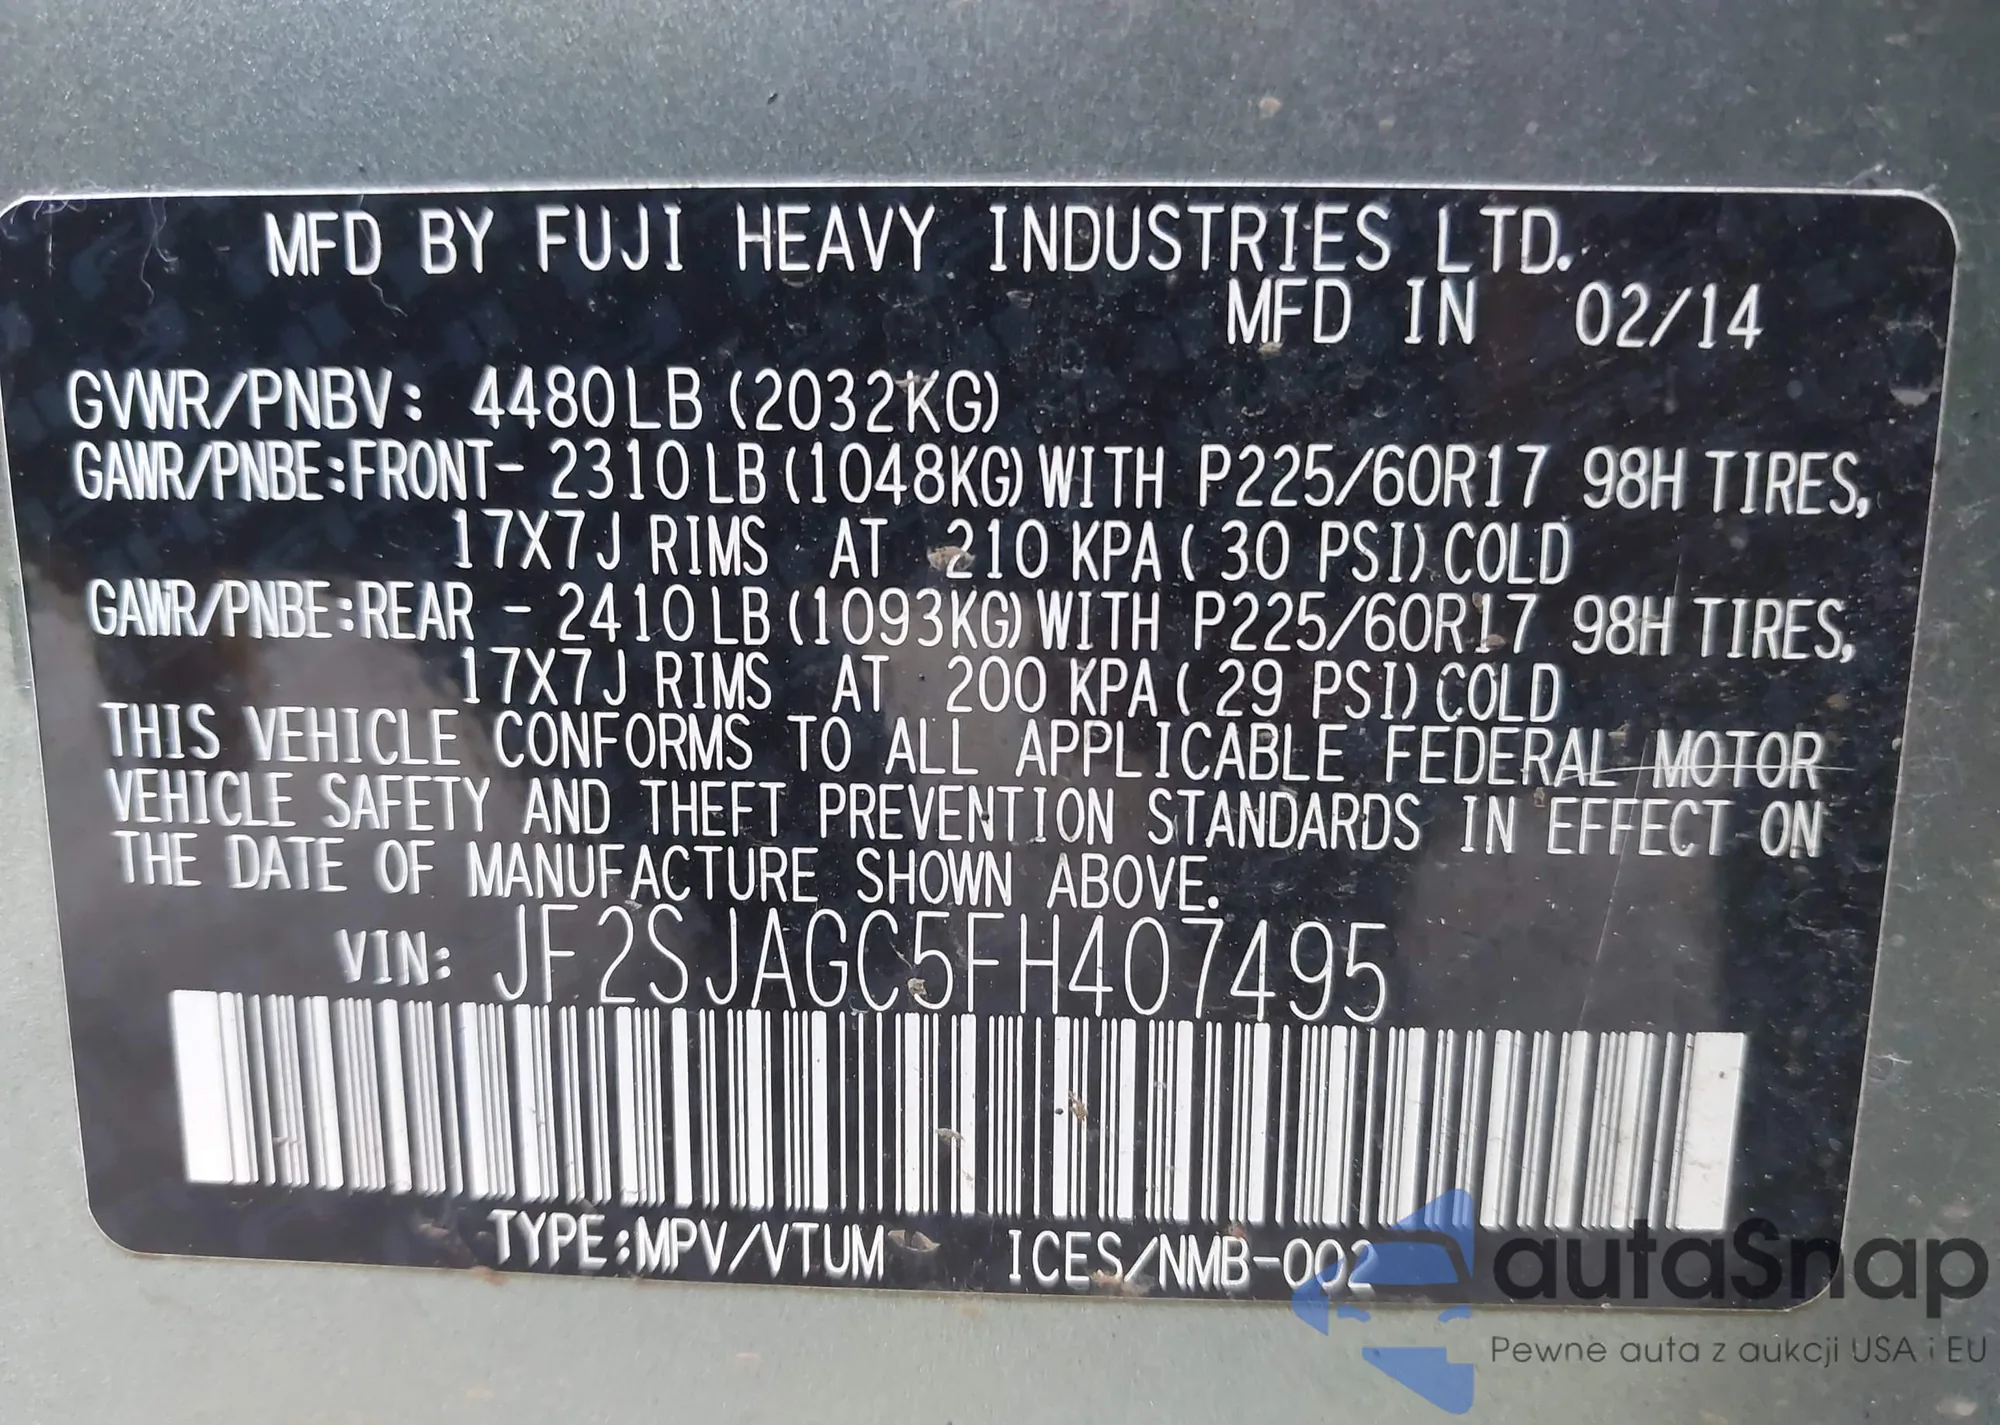 MFD BY FUJI HEAVY INDUSTRIES LTD.
MFD IN 02/14
GVWR/PNBV: 4480LB (2032KG)
GAWR/PNBE:FRONT- 2310LB (1048KG) WITH P225/60R17 98H TIRES,
17X7J RIMS AT 210 KPA ( 30 PSI) COLD
GAWR/PNBE:REAR - 2410LB (1093KG) WITH P225/60R17 98H TIRES,
17X7J RIMS AT 200 KPA ( 29 PSI) COLD
THIS VEHICLE CONFORMS TO ALL APPLICABLE FEDERAL MOTOR
VEHICLE SAFETY AND THEFT PREVENTION STANDARDS IN EFFECT ON
THE DATE OF MANUFACTURE SHOWN ABOVE.
VIN: JF2SJAGC5FH407495
TYPE:MPV/VTUM ICES/NMB-002
autaSnap
Pewne auta z aukcji USA i EU